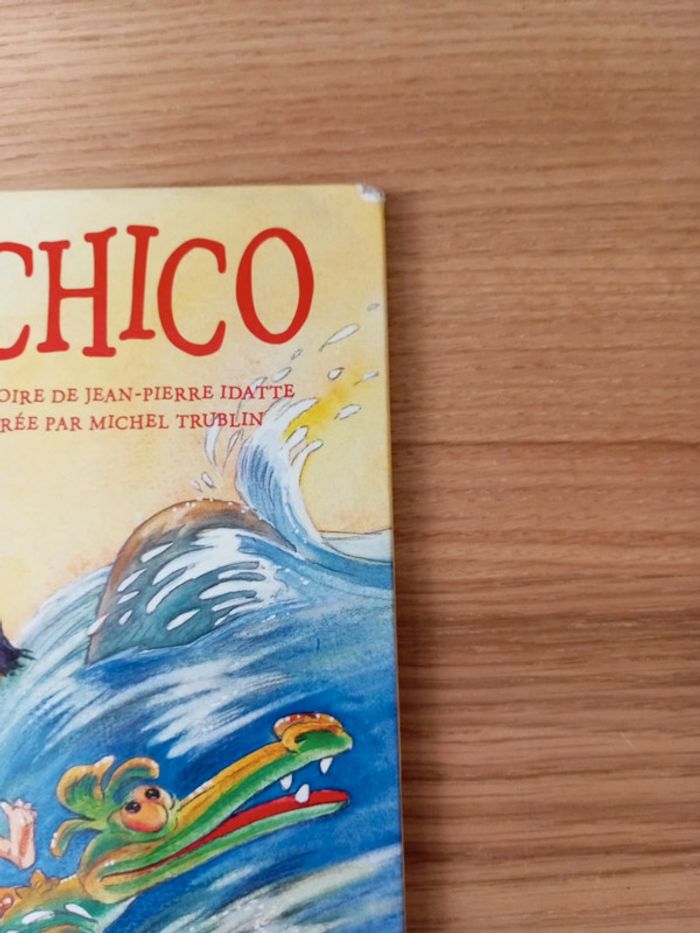 CHICO
OIRE DE JEAN-PIERRE IDATTE
RÉE PAR MICHEL TRUBLIN